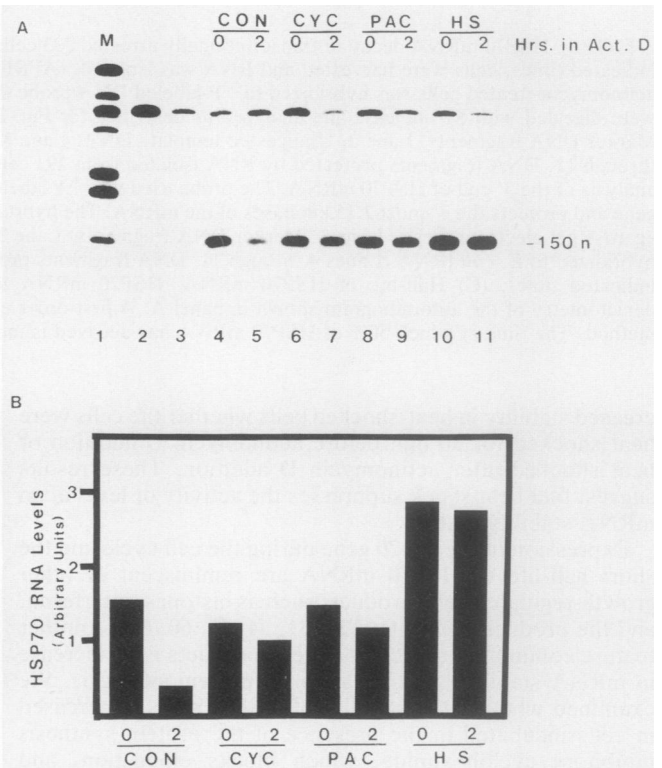 A
CON CYC PAC HS
M 0 2 0 2 0 2 0 2 Hrs. in Act. D
-150 n
1 2 3 4 5 6 7 8 9 10 11
B
HSP70 RNA Levels
(Arbitrary Units)
3
2
1
0 2 0 2 0 2 0 2
CON CYC PAC HS